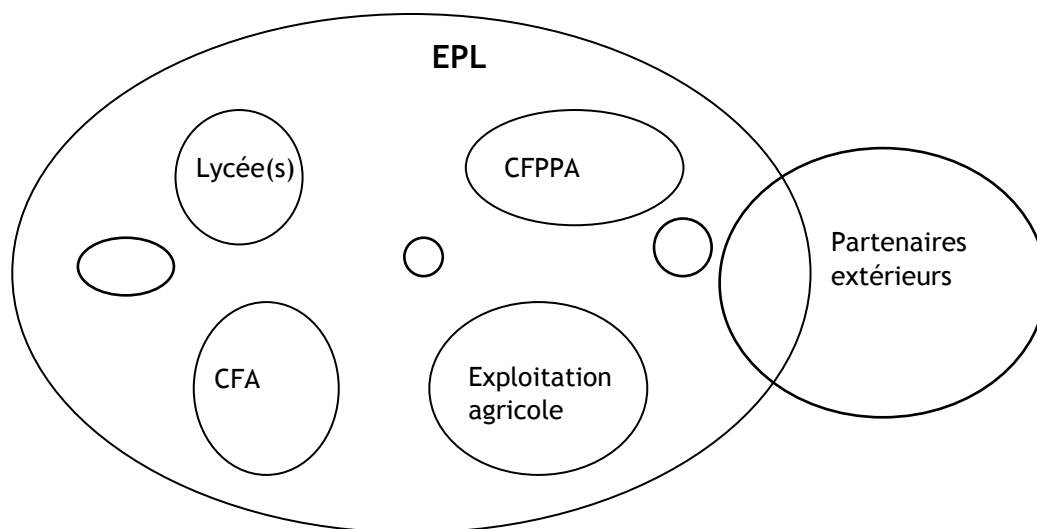 EPL
Lycée(s)
CFPPA
Partenaires
extérieurs
CFA
Exploitation
agricole